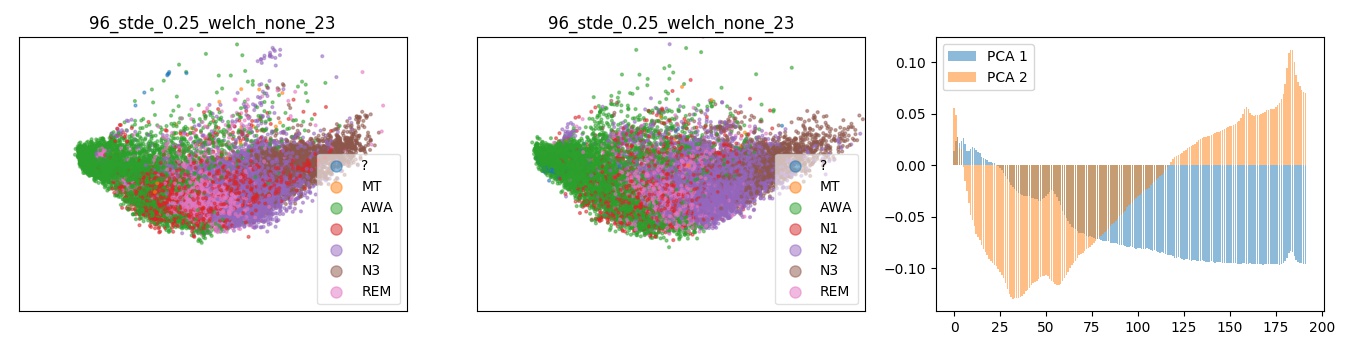 96_stde_0.25_welch_none_23
?
MT
AWA
N1
N2
N3
REM
96_stde_0.25_welch_none_23
?
MT
AWA
N1
N2
N3
REM
PCA 1
PCA 2
0.10
0.05
0.00
−0.05
−0.10
0 25 50 75 100 125 150 175 200